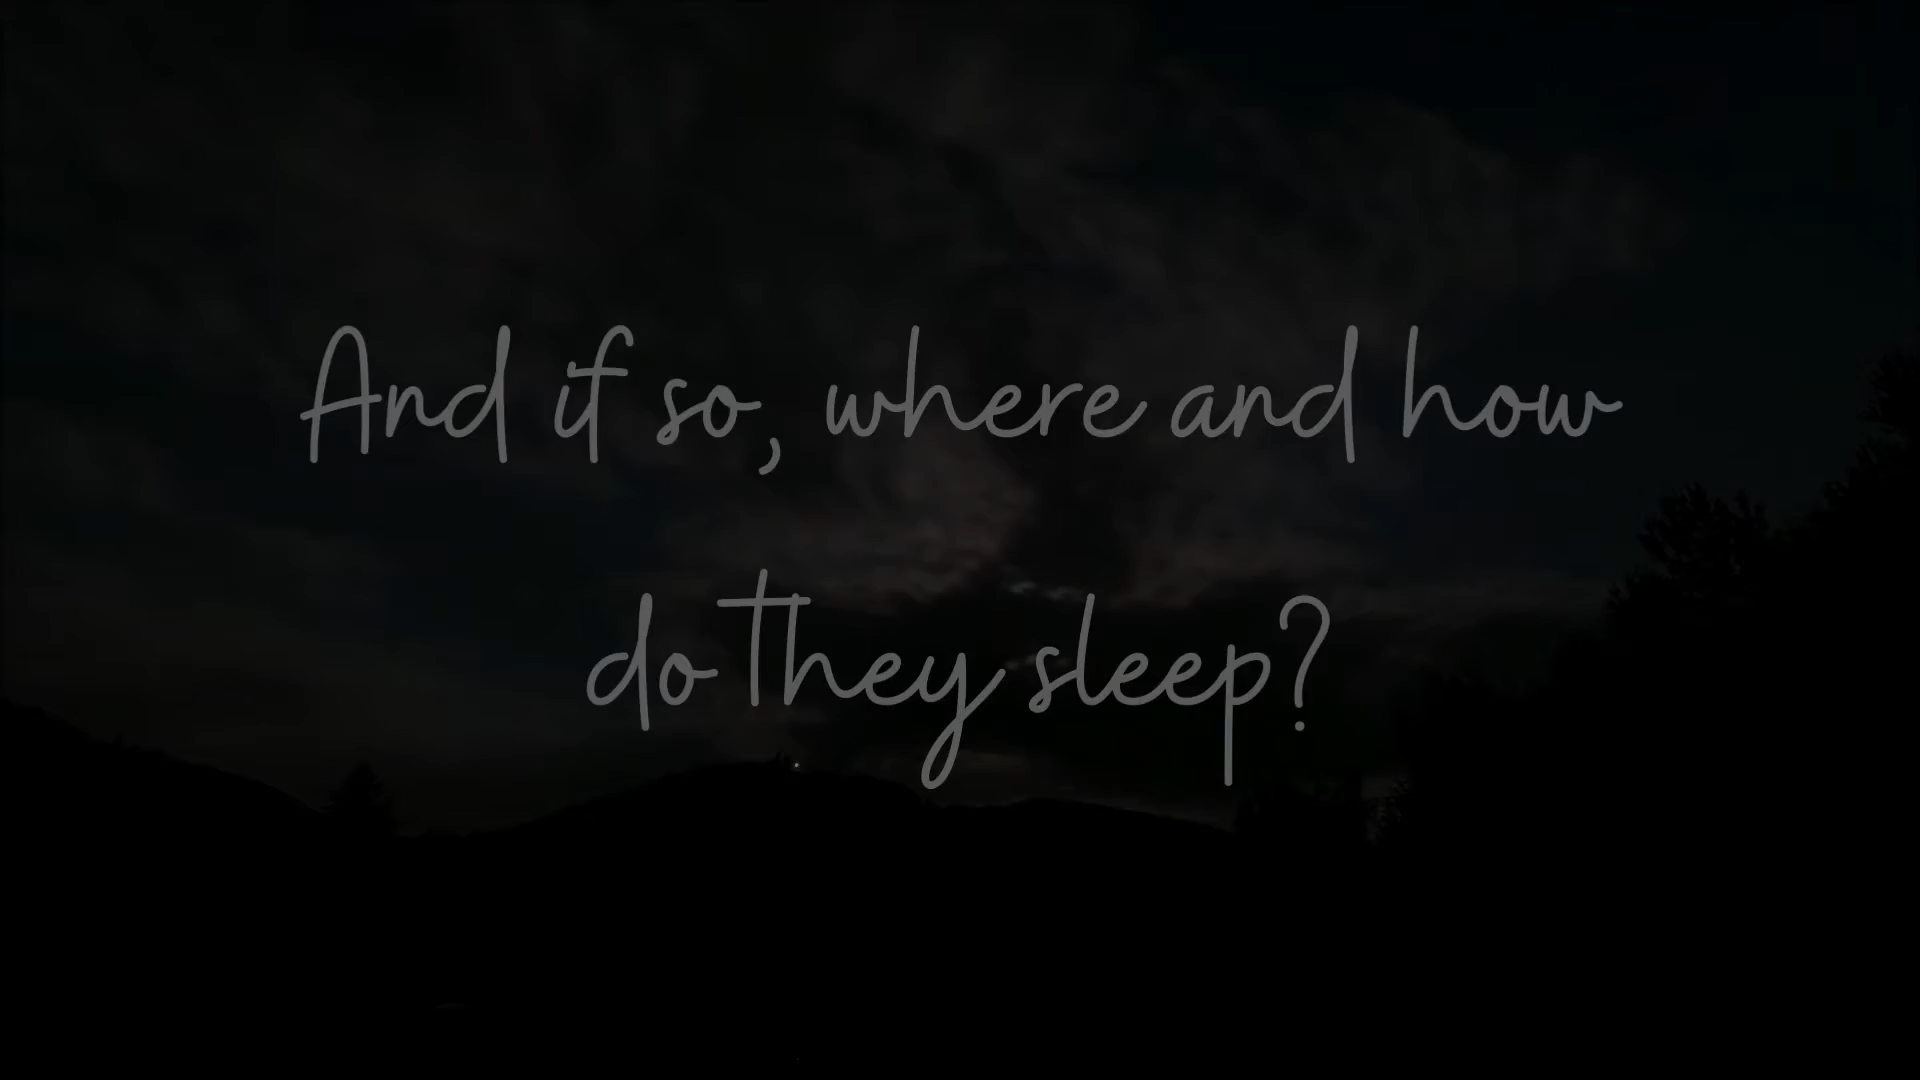 And if so, where and how
do they sleep?